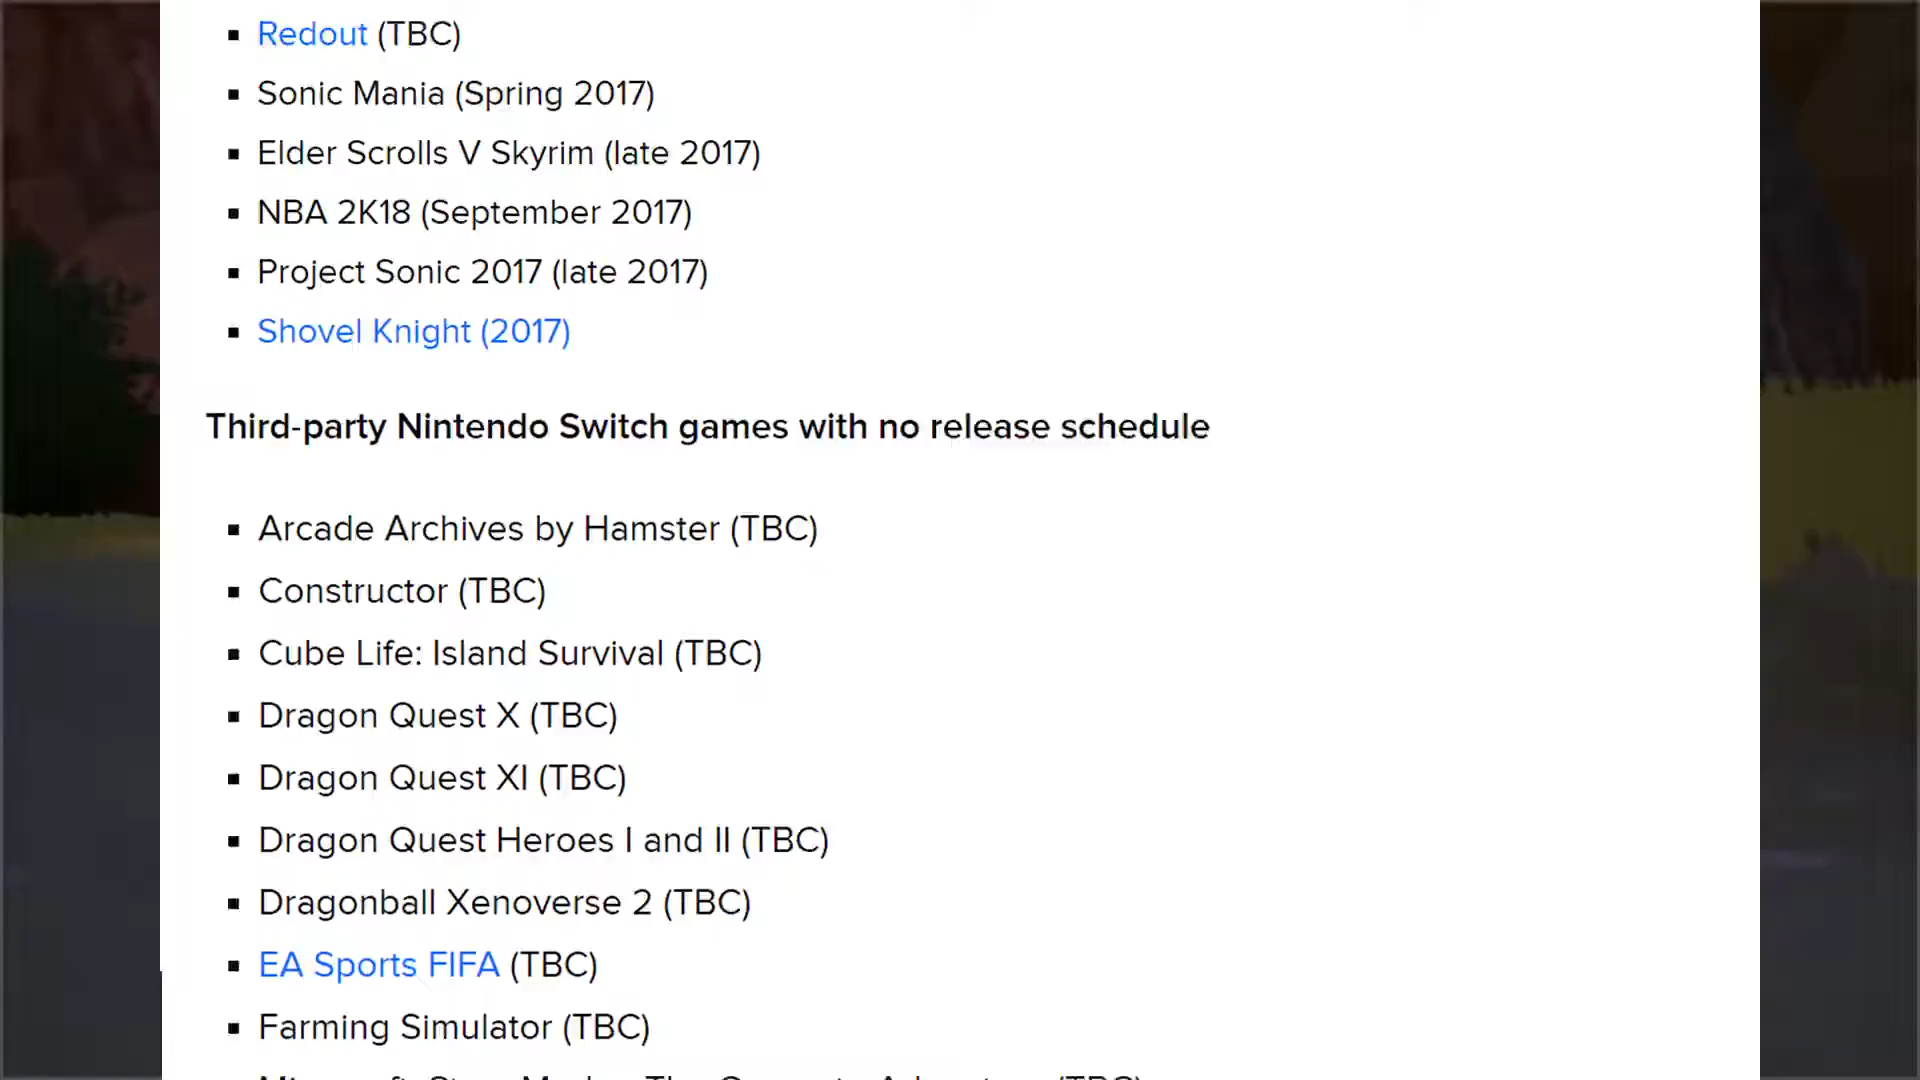 Redout (TBC)
Sonic Mania (Spring 2017)
Elder Scrolls V Skyrim (late 2017)
NBA 2K18 (September 2017)
Project Sonic 2017 (late 2017)
Shovel Knight (2017)
Third-party Nintendo Switch games with no release schedule
Arcade Archives by Hamster (TBC)
Constructor (TBC)
Cube Life: Island Survival (TBC)
Dragon Quest X (TBC)
Dragon Quest XI (TBC)
Dragon Quest Heroes I and II (TBC)
Dragonball Xenoverse 2 (TBC)
EA Sports FIFA (TBC)
Farming Simulator (TBC)